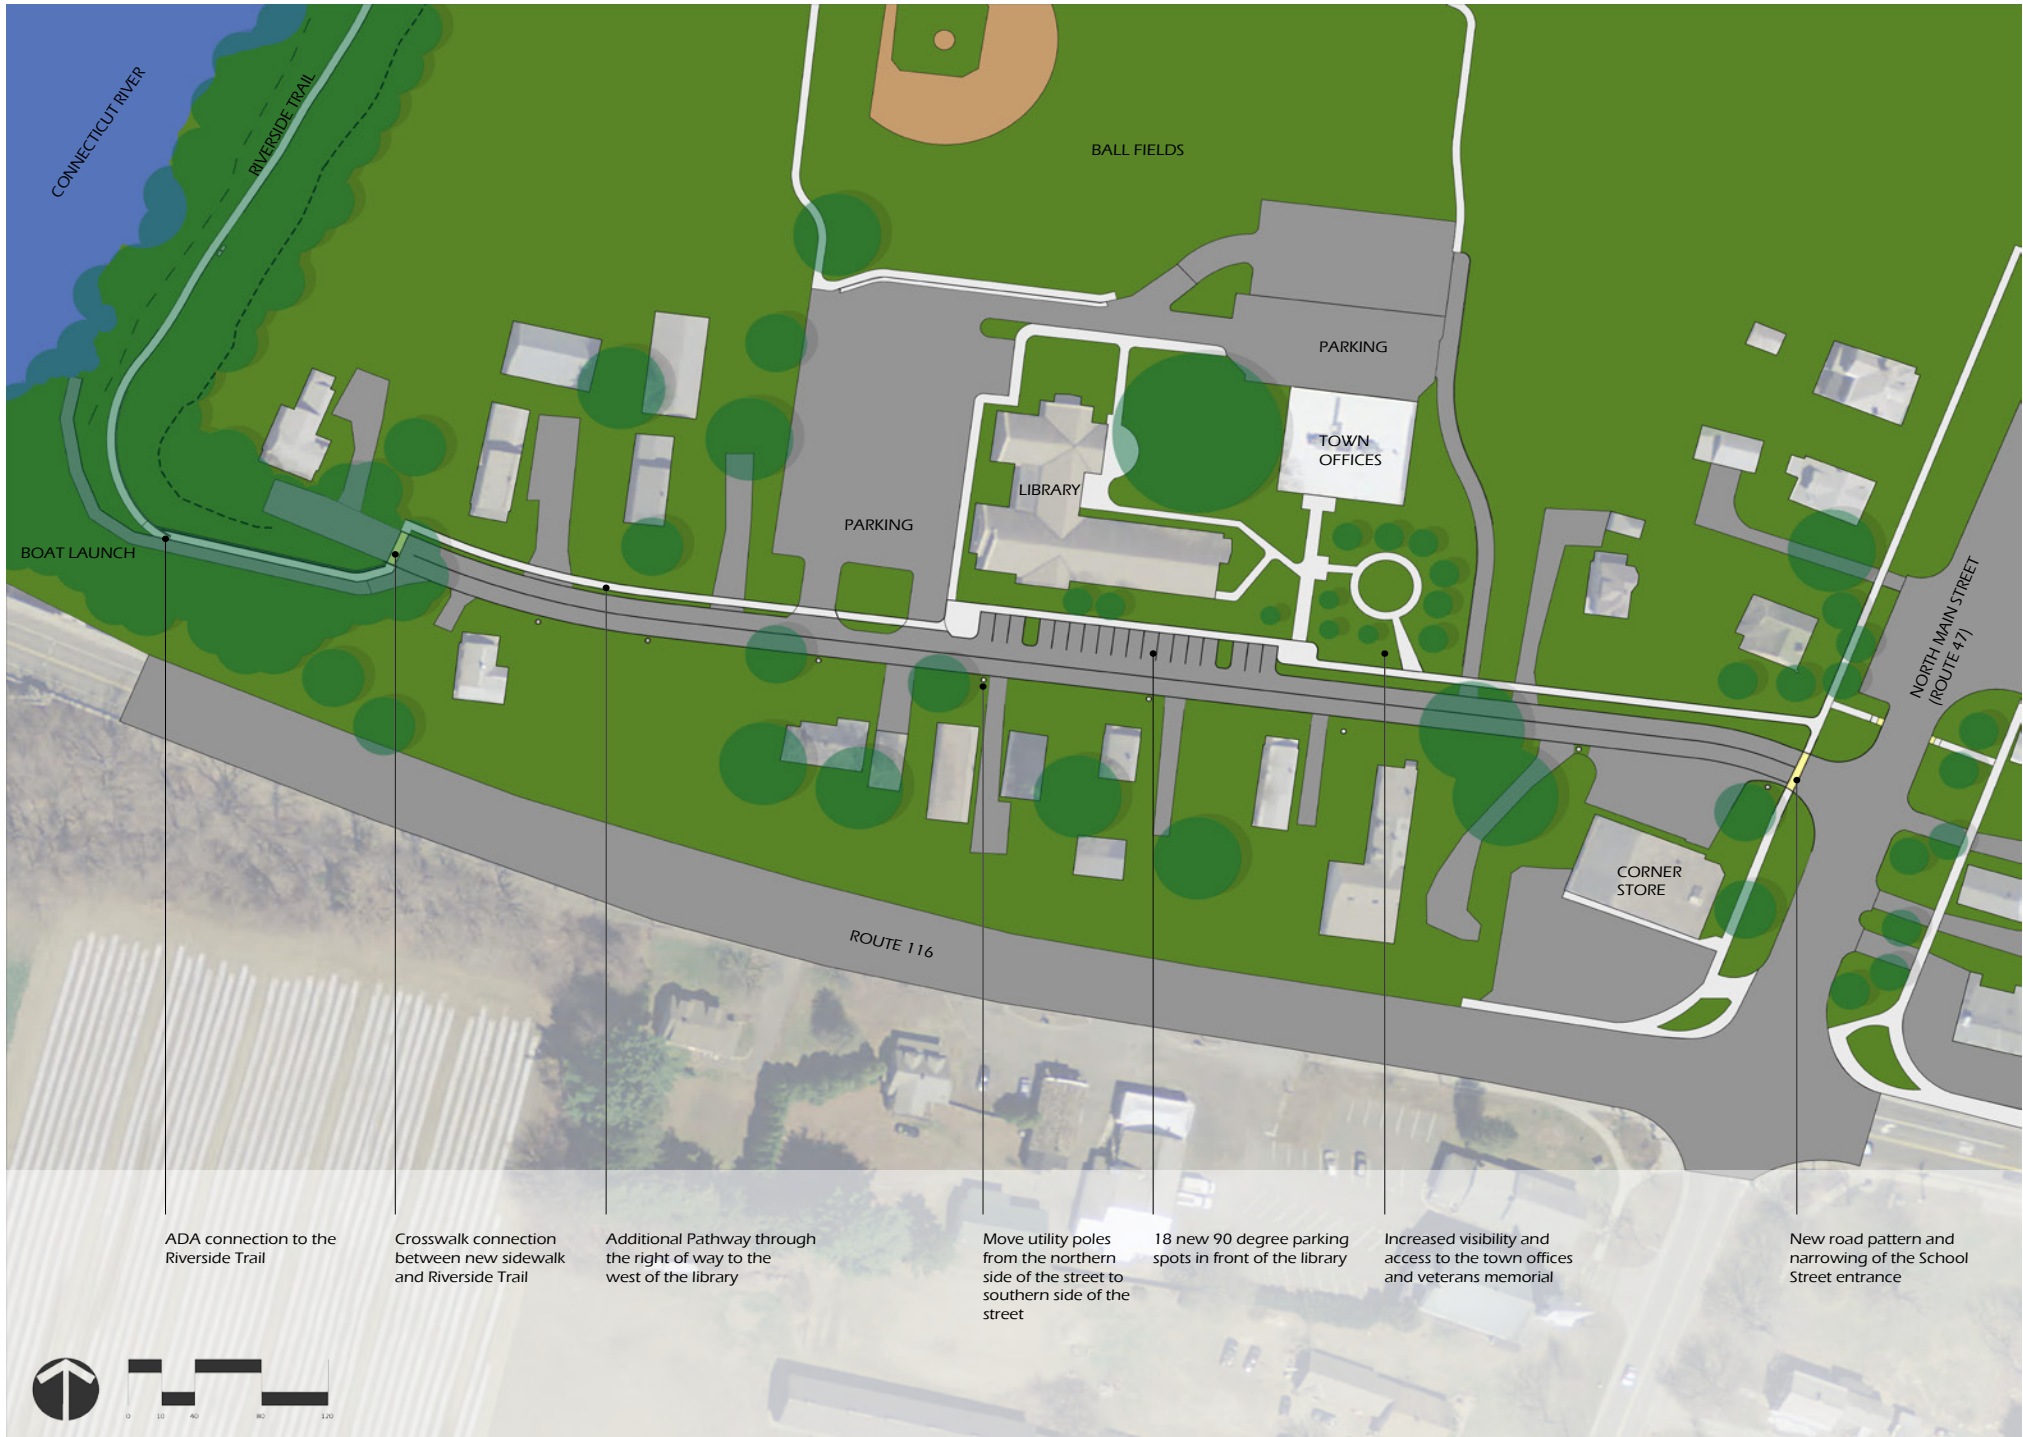 CONNECTICUT RIVER
RIVERSIDE TRAIL
BALL FIELDS
PARKING
TOWN
OFFICES
LIBRARY
PARKING
BOAT LAUNCH
NORTH MAIN STREET
(ROUTE 47)
CORNER
STORE
ROUTE 116
ADA connection to the
Riverside Trail
Crosswalk connection
between new sidewalk
and Riverside Trail
Additional Pathway through
the right of way to the
west of the library
Move utility poles
from the northern
side of the street to
southern side of the
street
18 new 90 degree parking
spots in front of the library
Increased visibility and
access to the town offices
and veterans memorial
New road pattern and
narrowing of the School
Street entrance
0 10 40 80 120